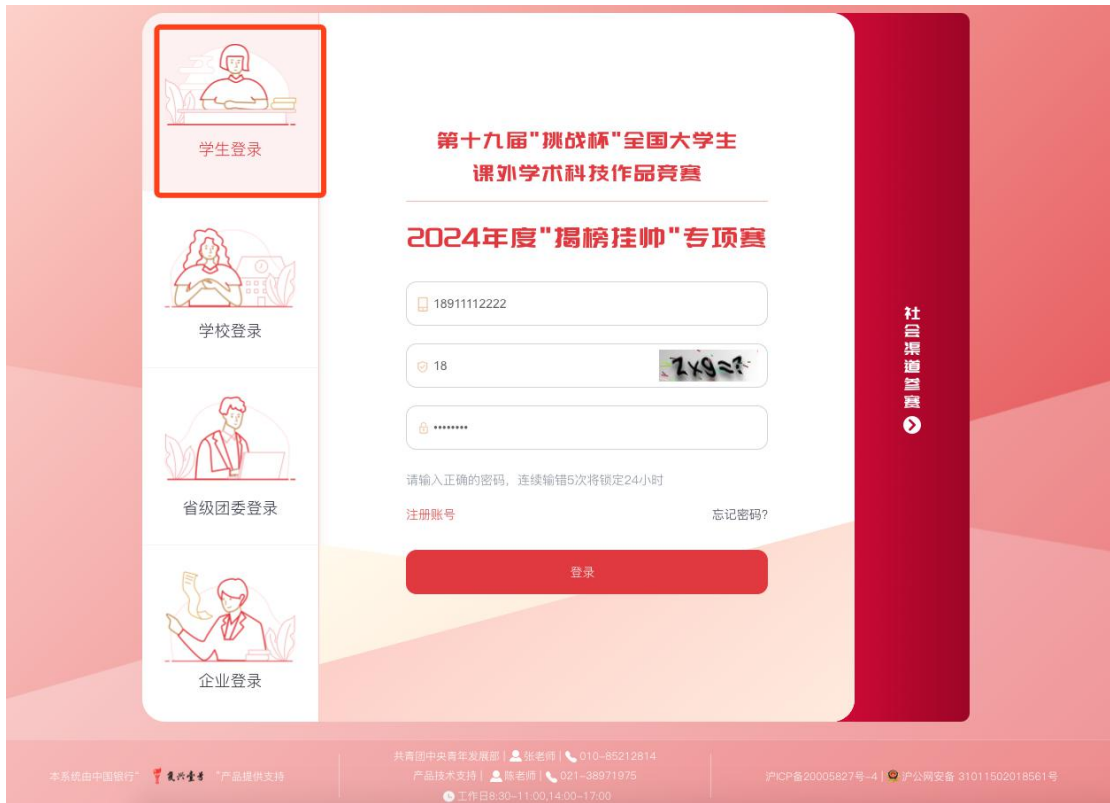 学生登录
学校登录
省级团委登录
企业登录
第十九届"挑战杯"全国大学生
课外学术科技作品竞赛
2024年度"揭榜挂帅"专项赛
18911112222
18
2x9=?
••••••••
请输入正确的密码，连续输错5次将锁定24小时
注册账号
忘记密码?
登录
社会渠道参赛
本系统由中国银行"复兴壹号"产品提供支持
共青团中央青年发展部 | 张老师 | 010-85212814
产品技术支持 | 陈老师 | 021-38971975
工作日8:30-11:00,14:00-17:00
沪ICP备20005827号-4 | 沪公网安备 31011502018561号